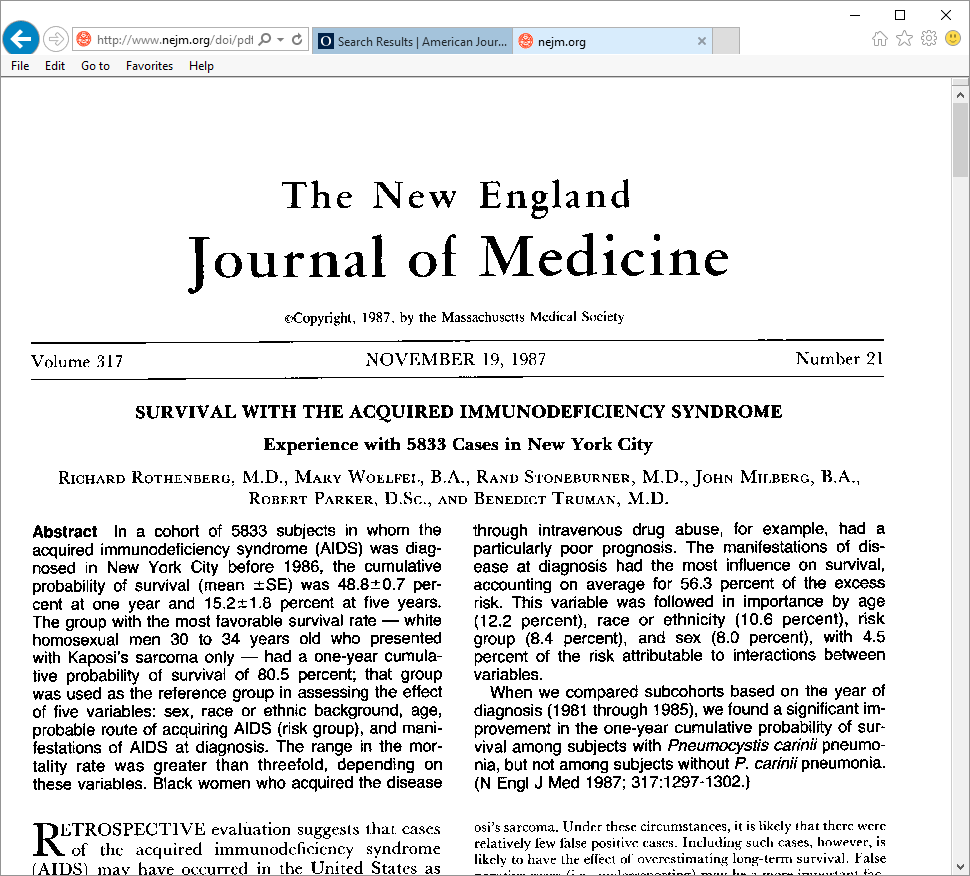 http://www.nejm.org/doi/pdf
Search Results | American Jour...
nejm.org
File Edit Go to Favorites Help
The New England
Journal of Medicine
©Copyright, 1987, by the Massachusetts Medical Society
Volume 317 NOVEMBER 19, 1987 Number 21
SURVIVAL WITH THE ACQUIRED IMMUNODEFICIENCY SYNDROME
Experience with 5833 Cases in New York City
RICHARD ROTHENBERG, M.D., MARY WOELFEL, B.A., RAND STONEBURNER, M.D., JOHN MILBERG, B.A.,
ROBERT PARKER, D.SC., AND BENEDICT TRUMAN, M.D.
Abstract In a cohort of 5833 subjects in whom the
acquired immunodeficiency syndrome (AIDS) was diag-
nosed in New York City before 1986, the cumulative
probability of survival (mean ±SE) was 48.8±0.7 per-
cent at one year and 15.2±1.8 percent at five years.
The group with the most favorable survival rate — white
homosexual men 30 to 34 years old who presented
with Kaposi's sarcoma only — had a one-year cumula-
tive probability of survival of 80.5 percent; that group
was used as the reference group in assessing the effect
of five variables: sex, race or ethnic background, age,
probable route of acquiring AIDS (risk group), and mani-
festations of AIDS at diagnosis. The range in the mor-
tality rate was greater than threefold, depending on
these variables. Black women who acquired the disease
through intravenous drug abuse, for example, had a
particularly poor prognosis. The manifestations of dis-
ease at diagnosis had the most influence on survival,
accounting on average for 56.3 percent of the excess
risk. This variable was followed in importance by age
(12.2 percent), race or ethnicity (10.6 percent), risk
group (8.4 percent), and sex (8.0 percent), with 4.5
percent of the risk attributable to interactions between
variables.
When we compared subcohorts based on the year of
diagnosis (1981 through 1985), we found a significant im-
provement in the one-year cumulative probability of sur-
vival among subjects with Pneumocystis carinii pneumo-
nia, but not among subjects without P. carinii pneumonia.
(N Engl J Med 1987; 317:1297-1302.)
RETROSPECTIVE evaluation suggests that cases
of the acquired immunodeficiency syndrome
(AIDS) may have occurred in the United States as
osi's sarcoma. Under these circumstances, it is likely that there were
relatively few false positive cases. Including such cases, however, is
likely to have the effect of overestimating long-term survival. False